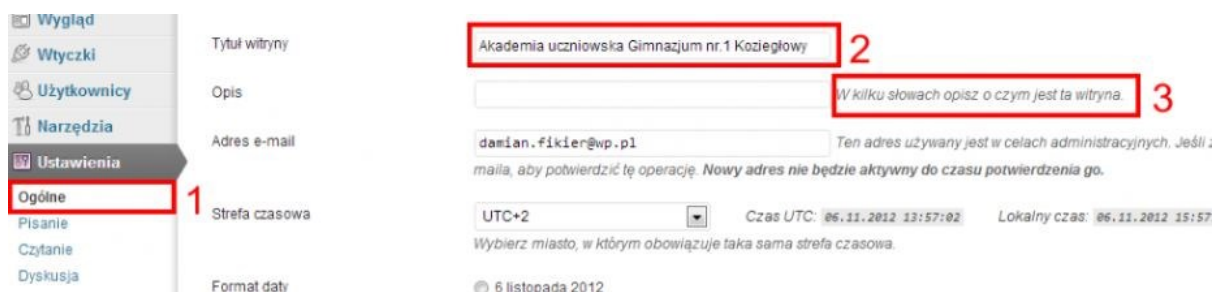 Wygląd
Wtyczki
Użytkownicy
Narzędzia
Ustawienia
Ogólne
1
Pisanie
Czytanie
Dyskusja
Tytuł witryny
Akademia uczniowska Gimnazjum nr.1 Koziegłowy
2
Opis
W kilku słowach opisz o czym jest ta witryna.
3
Adres e-mail
damian.fikier@wp.pl
Ten adres używany jest w celach administracyjnych. Jeśli
maila, aby potwierdzić tę operację. Nowy adres nie będzie aktywny do czasu potwierdzenia go.
Strefa czasowa
UTC+2
Czas UTC: 06.11.2012 13:57:02
Lokalny czas: 06.11.2012 15:57
Wybierz miasto, w którym obowiązuje taka sama strefa czasowa.
Format daty
6 listopada 2012